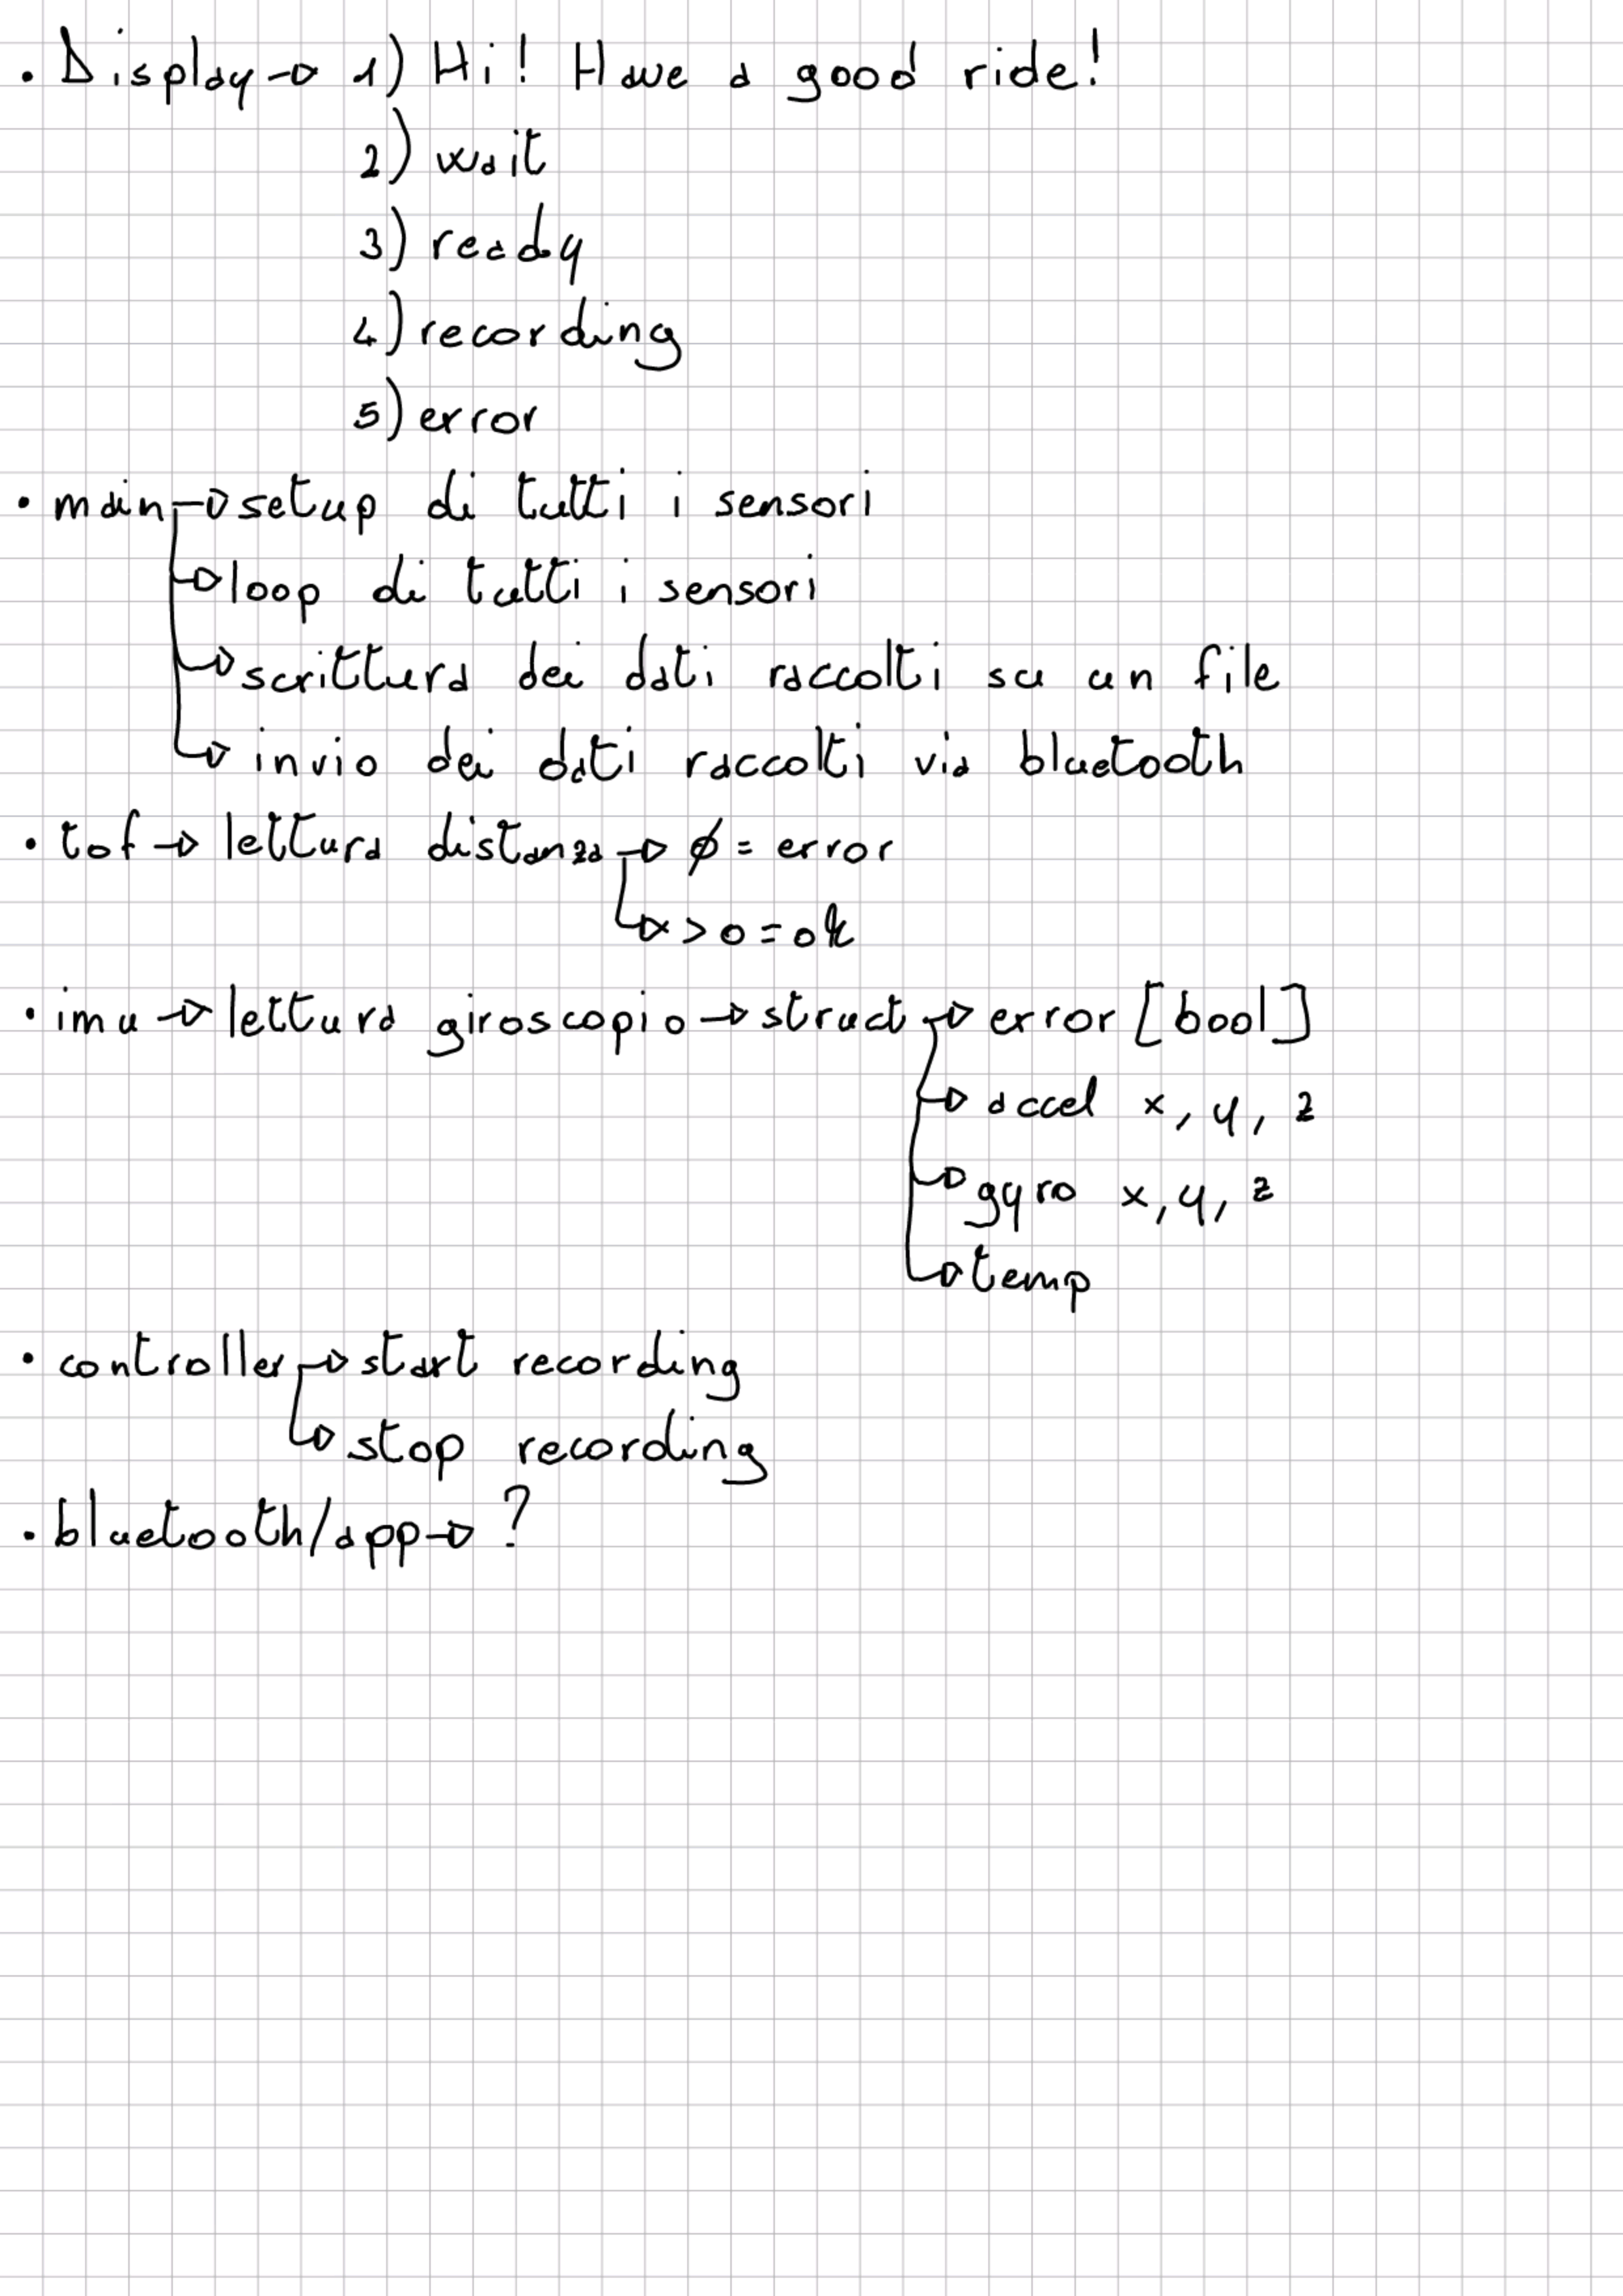 • Display → 1) Hi! Have a good ride!
2) wait
3) ready
4) recording
5) error
• main → setup di tutti i sensori
→ loop di tutti i sensori
→ scrittura dei dati raccolti su un file
→ invio dei dati raccolti via bluetooth
• tof → lettura distanza → ∅ = error
→ > 0 = ok
• imu → lettura giroscopio → struct → error [bool]
→ accel x, y, z
→ gyro x, y, z
→ temp
• controller → start recording
→ stop recording
• bluetooth/app → ?